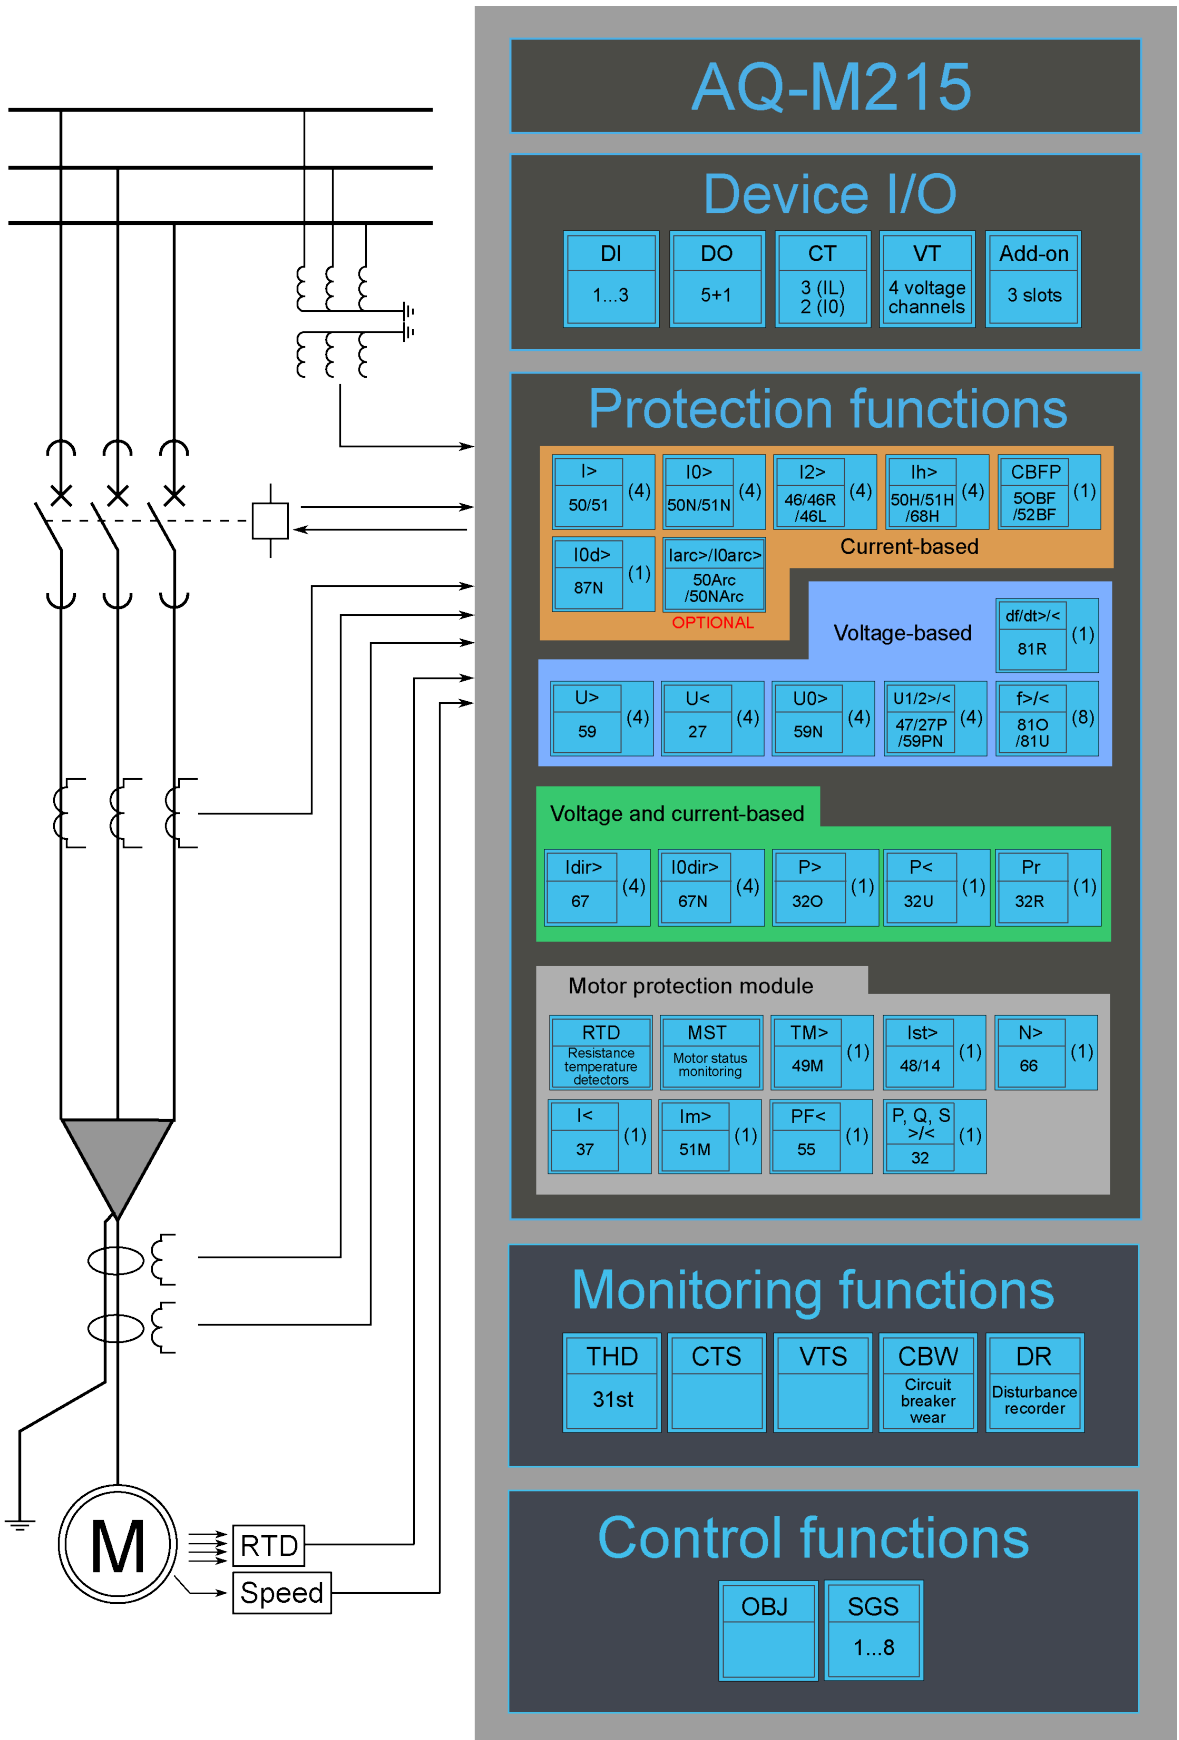 AQ-M215
Device I/O
DI
1...3
DO
5+1
CT
3 (IL)
2 (I0)
VT
4 voltage
channels
Add-on
3 slots
Protection functions
I>
50/51
(4)
I0>
50N/51N
(4)
I2>
46/46R
/46L
(4)
Ih>
50H/51H
/68H
(4)
CBFP
5OBF
/52BF
(1)
I0d>
87N
(1)
Iarc>/I0arc>
50Arc
/50NArc
OPTIONAL
Current-based
Voltage-based
df/dt>/<
81R
(1)
U>
59
(4)
U<
27
(4)
U0>
59N
(4)
U1/2>/<
47/27P
/59PN
(4)
f>/<
81O
/81U
(8)
Voltage and current-based
Idir>
67
(4)
I0dir>
67N
(4)
P>
32O
(1)
P<
32U
(1)
Pr
32R
(1)
Motor protection module
RTD
Resistance
temperature
detectors
MST
Motor status
monitoring
TM>
49M
(1)
Ist>
48/14
(1)
N>
66
(1)
I<
37
(1)
Im>
51M
(1)
PF<
55
(1)
P, Q, S
>/<
32
(1)
Monitoring functions
THD
31st
CTS
VTS
CBW
Circuit
breaker
wear
DR
Disturbance
recorder
Control functions
OBJ
SGS
1...8
M
RTD
Speed